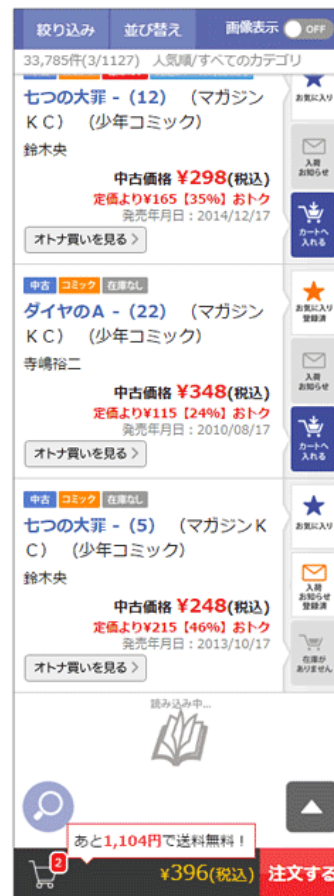 絞り込み 並び替え 画像表示 OFF
33,785件(3/1127) 人気順/すべてのカテゴリ
七つの大罪 -（12） （マガジン
ＫＣ） （少年コミック）
鈴木央
中古価格 ¥298(税込)
定価より¥165【35%】おトク
発売年月日：2014/12/17
オトナ買いを見る
お気に入り
入荷
お知らせ
カートへ
入れる
中古 コミック 在庫なし
ダイヤのＡ -（22） （マガジン
ＫＣ） （少年コミック）
寺嶋裕二
中古価格 ¥348(税込)
定価より¥115【24%】おトク
発売年月日：2010/08/17
オトナ買いを見る
お気に入り
登録済
入荷
お知らせ
カートへ
入れる
中古 コミック 在庫なし
七つの大罪 -（5） （マガジンＫ
Ｃ） （少年コミック）
鈴木央
中古価格 ¥248(税込)
定価より¥215【46%】おトク
発売年月日：2013/10/17
オトナ買いを見る
お気に入り
入荷
お知らせ
登録済
在庫が
ありません
読み込み中...
あと1,104円で送料無料！
2
¥396(税込) 注文する